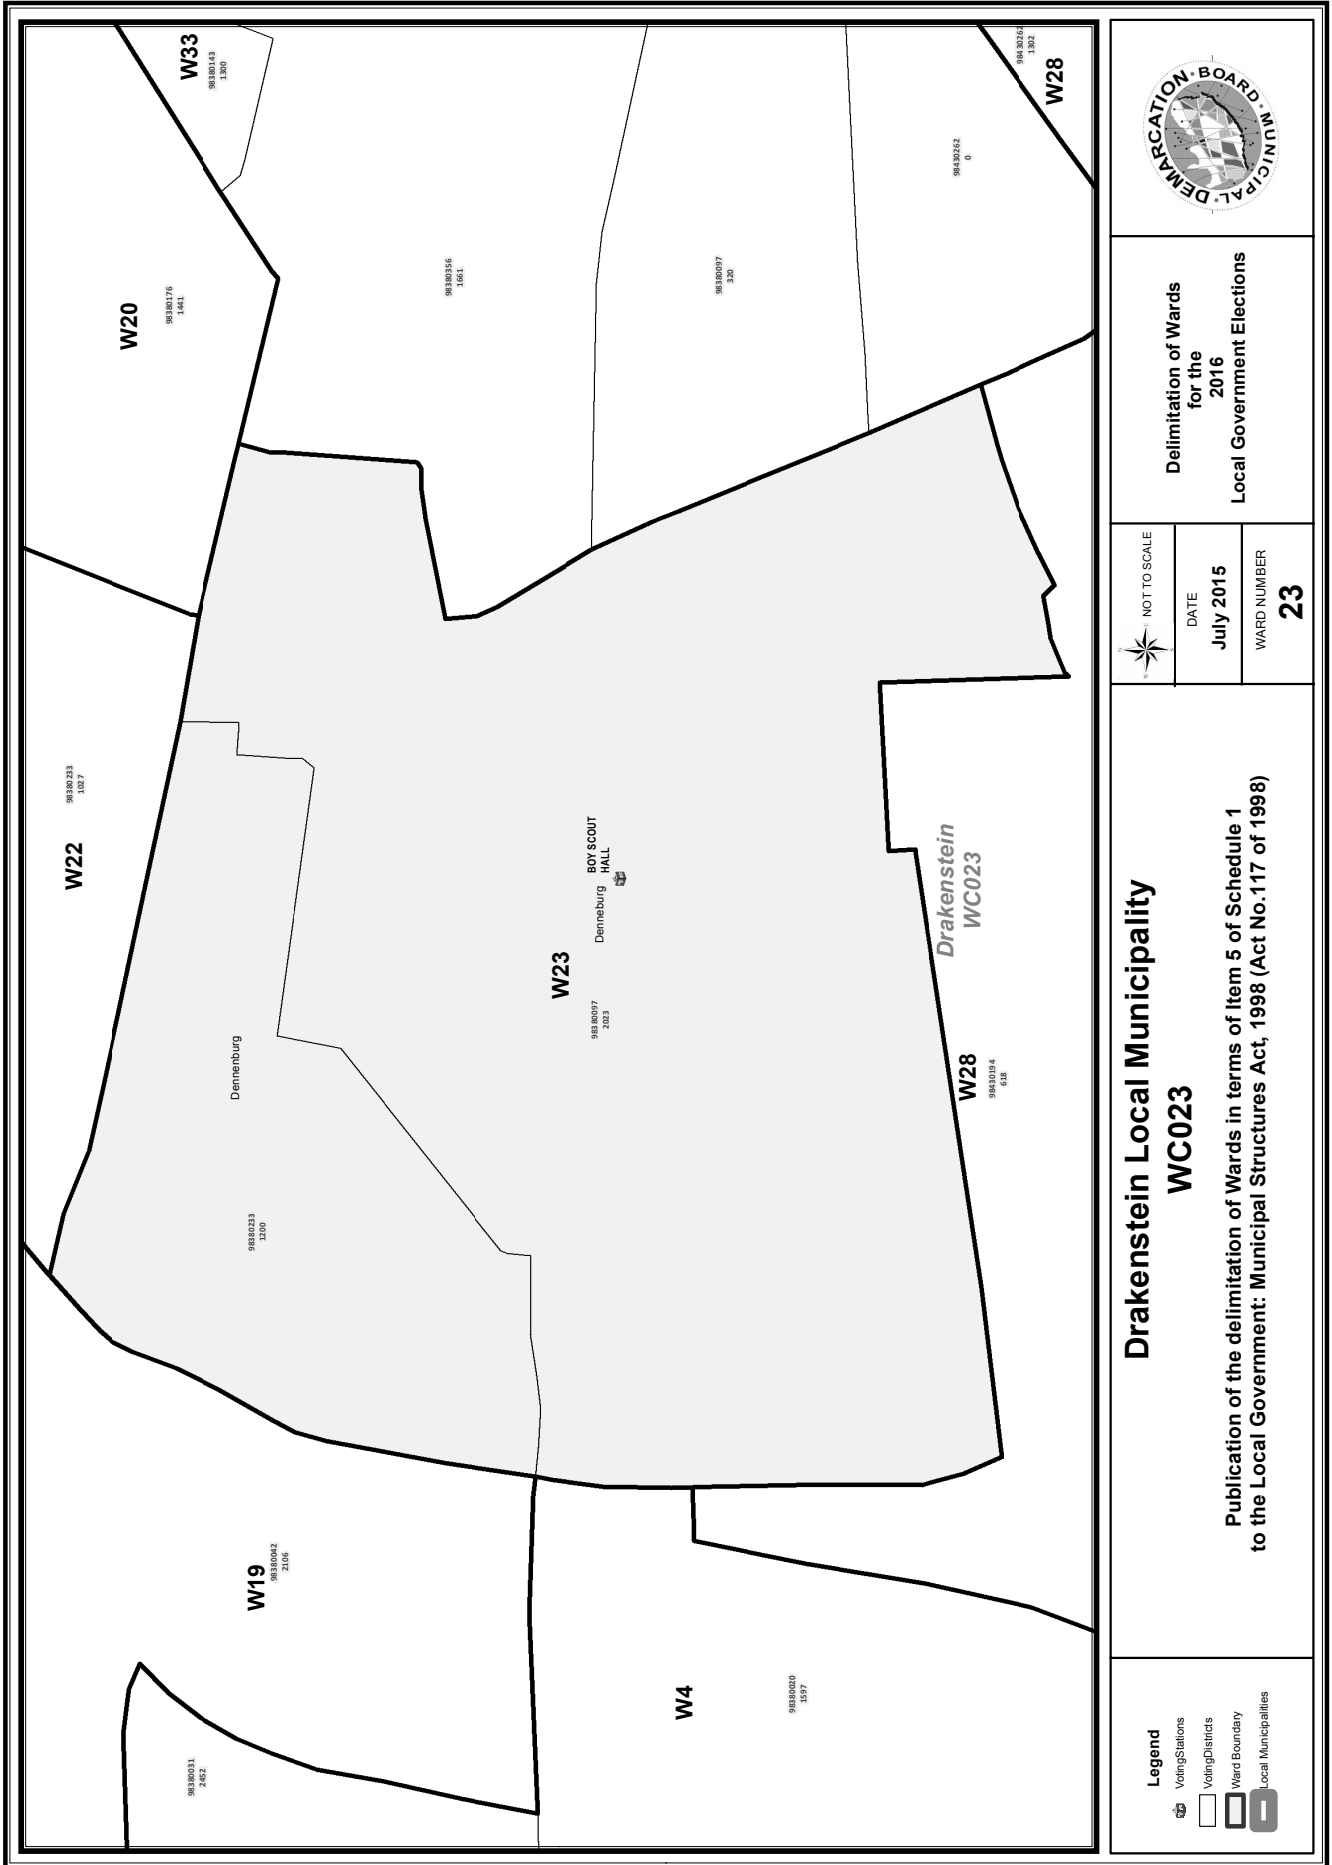 W33
98380143
1300
W20
98380176
1441
98430262
1302
W28
98380356
1661
98380097
320
98430262
0
W22
98380233
1027
BOY SCOUT
HALL
Denneburg
W23
98380097
2023
Dennenburg
98380233
1200
Drakenstein
WC023
W28
98430194
618
W19
98380042
2106
98380031
2452
W4
98380020
1597
Legend
VotingStations
VotingDistricts
Ward Boundary
Local Municipalities
Drakenstein Local Municipality
WC023
Publication of the delimitation of Wards in terms of Item 5 of Schedule 1
to the Local Government: Municipal Structures Act, 1998 (Act No.117 of 1998)
N
E
S
W
NOT TO SCALE
DATE
July 2015
WARD NUMBER
23
Delimitation of Wards
for the
2016
Local Government Elections
MUNICIPAL · DEMARCATION · BOARD ·